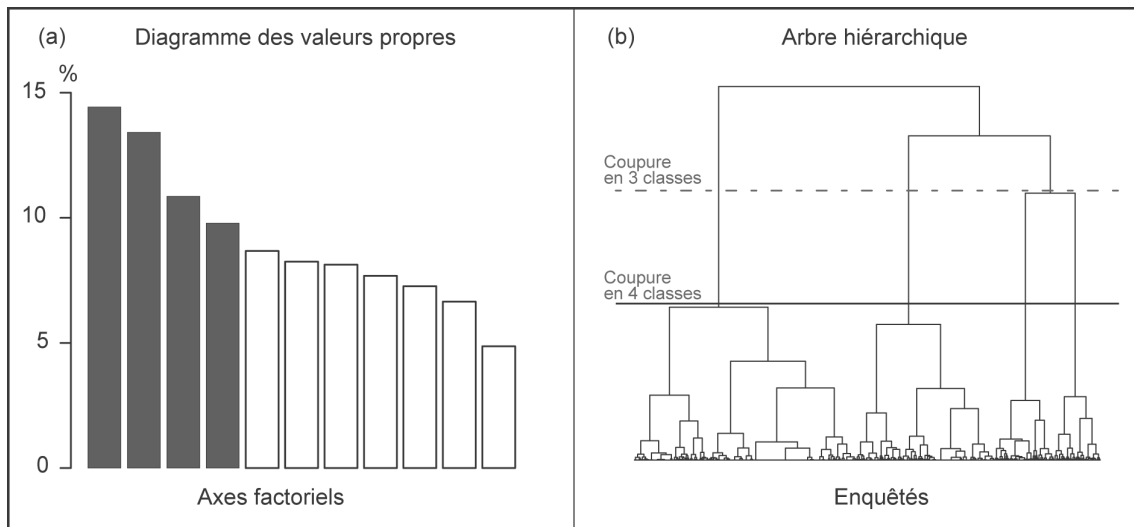 (a) Diagramme des valeurs propres
%
15
10
5
0
Axes factoriels
(b) Arbre hiérarchique
Coupure
en 3 classes
Coupure
en 4 classes
Enquêtés